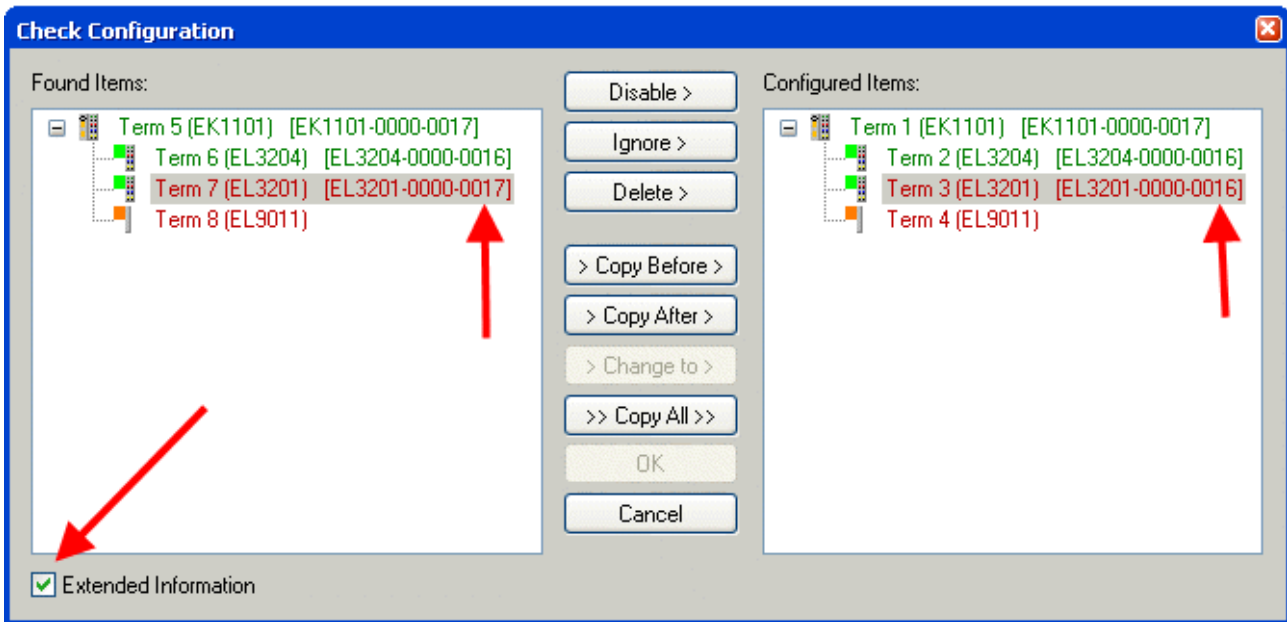 Check Configuration
Found Items:
Term 5 (EK1101) [EK1101-0000-0017]
Term 6 (EL3204) [EL3204-0000-0016]
Term 7 (EL3201) [EL3201-0000-0017]
Term 8 (EL9011)
Disable >
Ignore >
Delete >
> Copy Before >
> Copy After >
> Change to >
>> Copy All >>
OK
Cancel
Configured Items:
Term 1 (EK1101) [EK1101-0000-0017]
Term 2 (EL3204) [EL3204-0000-0016]
Term 3 (EL3201) [EL3201-0000-0016]
Term 4 (EL9011)
Extended Information